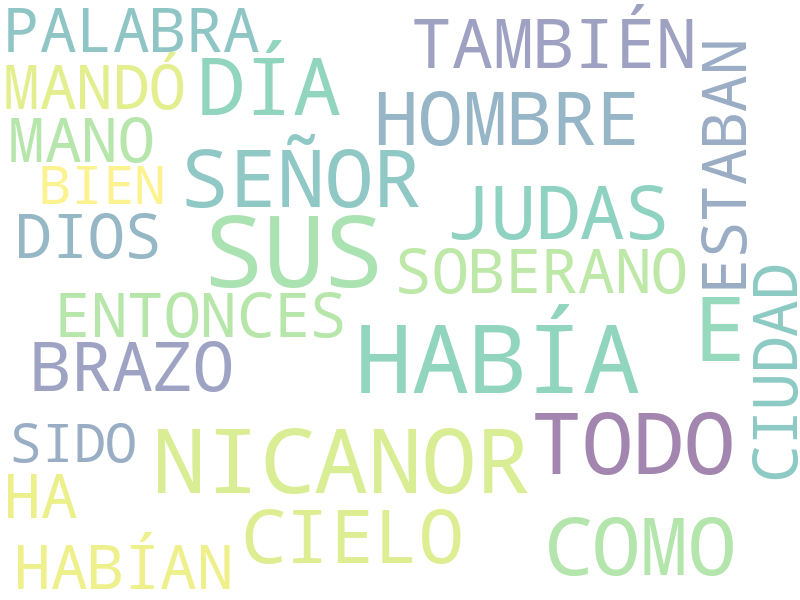 PALABRA
TAMBIÉN
MANDÓ
DÍA
HOMBRE
ESTABAN
MANO
SEÑOR
BIEN
JUDAS
DIOS
SUS
SOBERANO
ENTONCES
E
CIUDAD
BRAZO
HABÍA
SIDO
NICANOR
TODO
HA
CIELO
COMO
HABÍAN